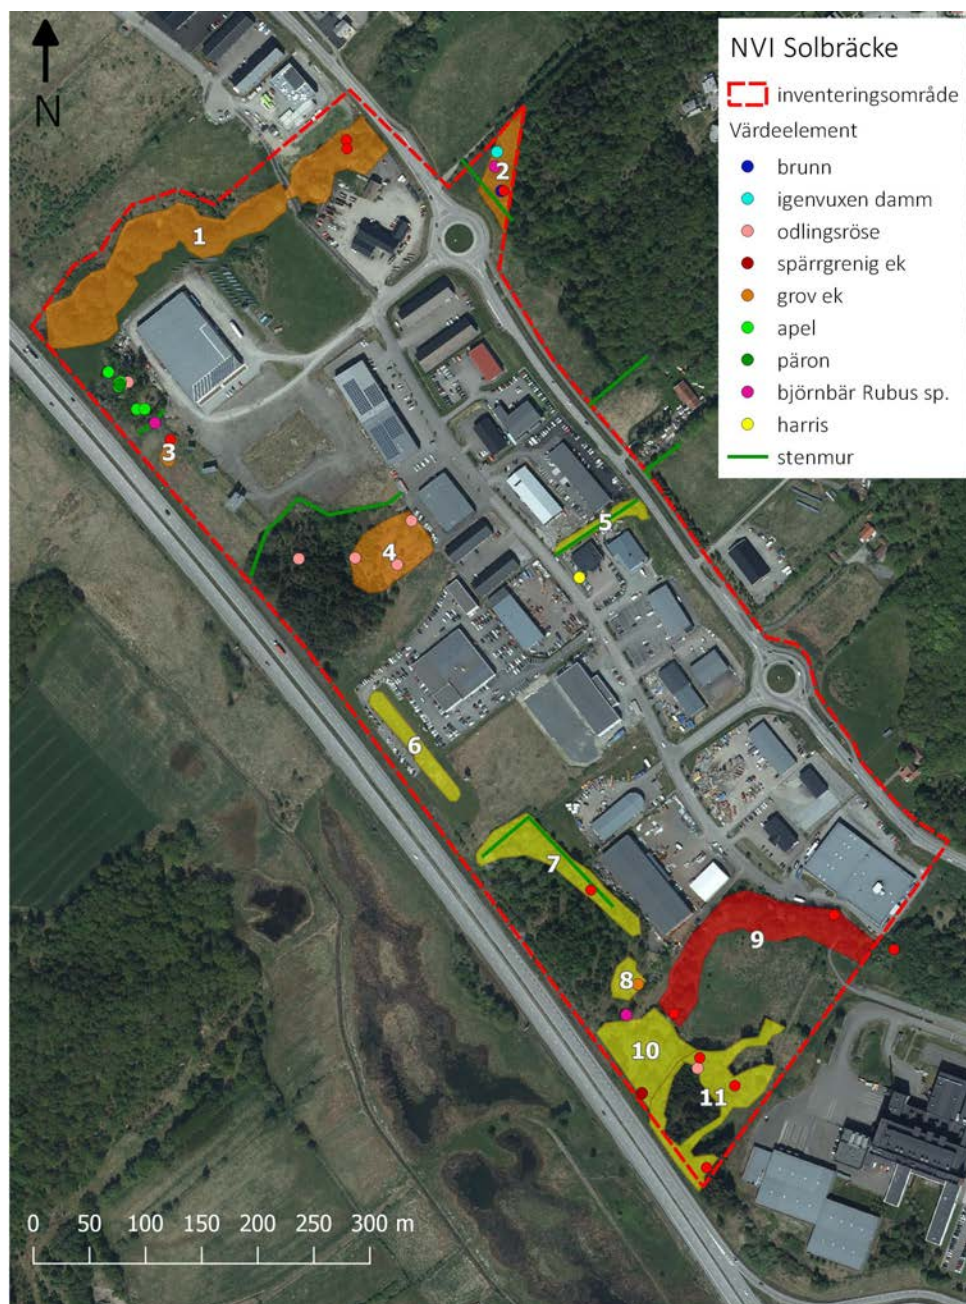 NVI Solbräcke
inventeringsområde
Värdeelement
brunn
igenvuxen damm
odlingsröse
spärrgrenig ek
grov ek
apel
päron
björnbär Rubus sp.
harris
stenmur
N
1
2
3
4
5
6
7
8
9
10
11
0 50 100 150 200 250 300 m